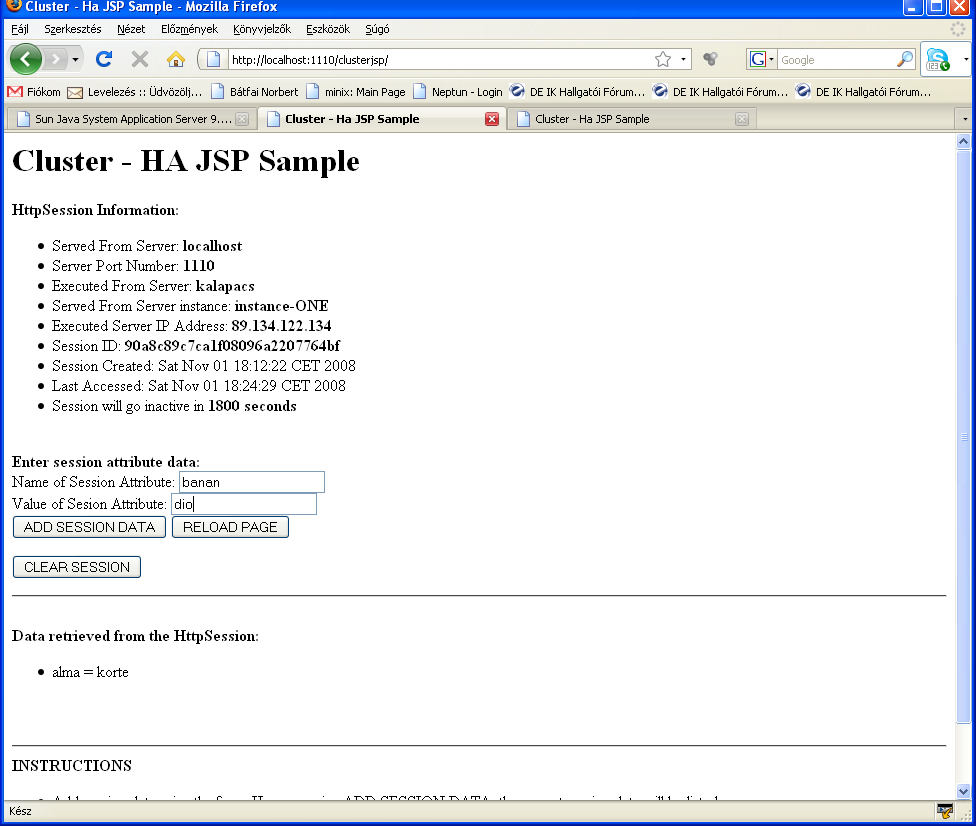 Cluster - Ha JSP Sample - Mozilla Firefox
Fájl Szerkesztés Nézet Előzmények Könyvjelzők Eszközök Súgó
http://localhost:1110/clusterjsp/ G Google
Fiókom Levelezés :: Üdvözölj... Bátfai Norbert minix: Main Page Neptun - Login DE IK Hallgatói Fórum... DE IK Hallgatói Fórum... DE IK Hallgatói Fórum...
Sun Java System Application Server 9.... Cluster - Ha JSP Sample Cluster - Ha JSP Sample
Cluster - HA JSP Sample
HttpSession Information:
• Served From Server: localhost
• Server Port Number: 1110
• Executed From Server: kalapacs
• Served From Server instance: instance-ONE
• Executed Server IP Address: 89.134.122.134
• Session ID: 90a8c89c7ca1f08096a2207764bf
• Session Created: Sat Nov 01 18:12:22 CET 2008
• Last Accessed: Sat Nov 01 18:24:29 CET 2008
• Session will go inactive in 1800 seconds
Enter session attribute data:
Name of Session Attribute: banan
Value of Sesion Attribute: dio
ADD SESSION DATA RELOAD PAGE
CLEAR SESSION
Data retrieved from the HttpSession:
• alma = korte
INSTRUCTIONS
Kész